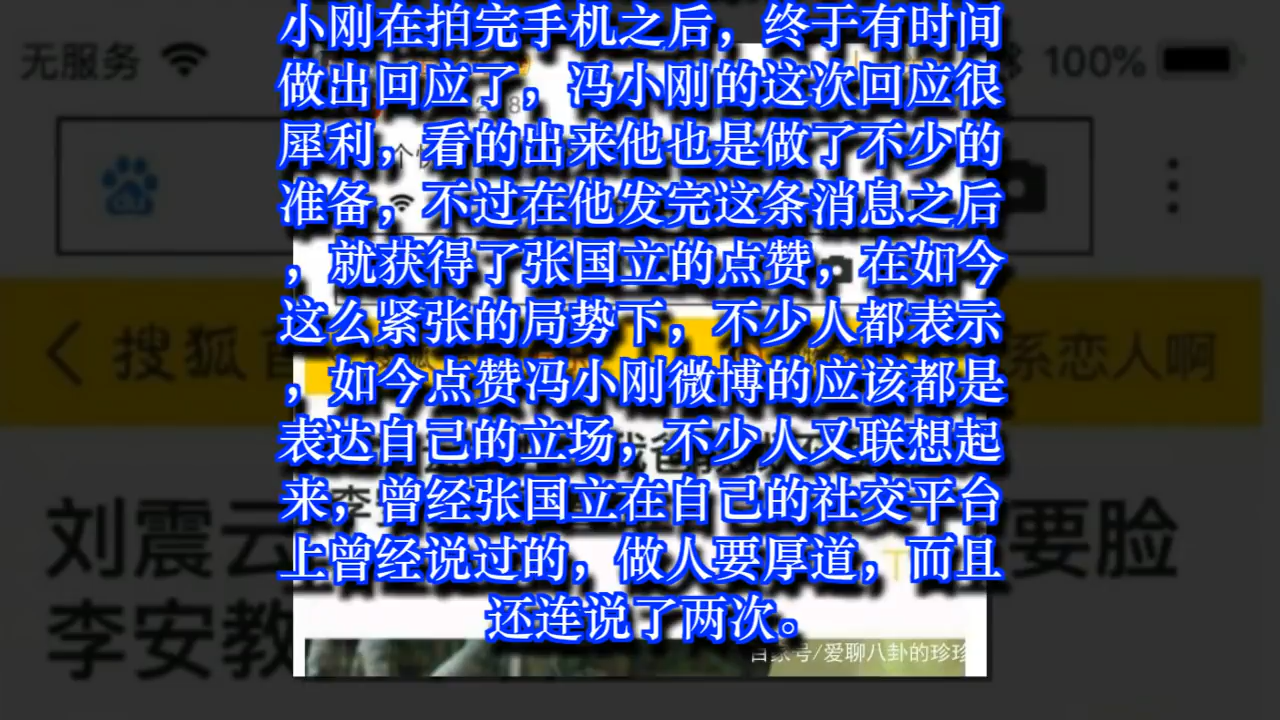 小刚在拍完手机之后，终于有时间
做出回应了，冯小刚的这次回应很
犀利，看的出来他也是做了不少的
准备，不过在他发完这条消息之后
，就获得了张国立的点赞，在如今
这么紧张的局势下，不少人都表示
，如今点赞冯小刚微博的应该都是
表达自己的立场，不少人又联想起
来，曾经张国立在自己的社交平台
上曾经说过的，做人要厚道，而且
还连说了两次。
无服务
100%
搜狐
系恋人啊
刘震云
要脸
李安教
百家号/爱聊八卦的珍珍